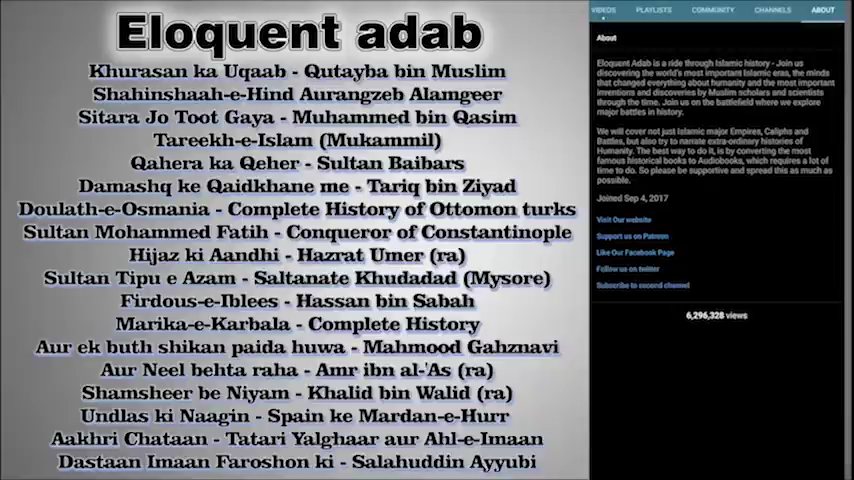 Eloquent adab
Khurasan ka Uqaab - Qutayba bin Muslim
Shahinshaah-e-Hind Aurangzeb Alamgeer
Sitara Jo Toot Gaya - Muhammed bin Qasim
Tareekh-e-Islam (Mukammil)
Qahera ka Qeher - Sultan Baibars
Damashq ke Qaidkhane me - Tariq bin Ziyad
Doulath-e-Osmania - Complete History of Ottomon turks
Sultan Mohammed Fatih - Conqueror of Constantinople
Hijaz ki Aandhi - Hazrat Umer (ra)
Sultan Tipu e Azam - Saltanate Khudadad (Mysore)
Firdous-e-Iblees - Hassan bin Sabah
Marika-e-Karbala - Complete History
Aur ek buth shikan paida huwa - Mahmood Gahznavi
Aur Neel behta raha - Amr ibn al-'As (ra)
Shamsheer be Niyam - Khalid bin Walid (ra)
Undlas ki Naagin - Spain ke Mardan-e-Hurr
Aakhri Chataan - Tatari Yalghaar aur Ahl-e-Imaan
Dastaan Imaan Faroshon ki - Salahuddin Ayyubi
VIDEOS PLAYLISTS COMMUNITY CHANNELS ABOUT
About
Eloquent Adab is a ride through Islamic history - Join us
discovering the world's most important Islamic eras, the minds
that changed everything about humanity and the most important
inventions and discoveries by Muslim scholars and scientists
through the time. Join us on the battlefield where we explore
major battles in history.
We will cover not just Islamic major Empires, Caliphs and
Battles, but also try to narrate extra-ordinary histories of
Humanity. The best way to do it, is by converting the most
famous historical books to Audiobooks, which requires a lot of
time to do. So please be supportive and spread this as much as
possible.
Joined Sep 4, 2017
Visit Our website
Support us on Patreon
Like Our Facebook Page
Follow us on twitter
Subscribe to second channel
6,296,328 views